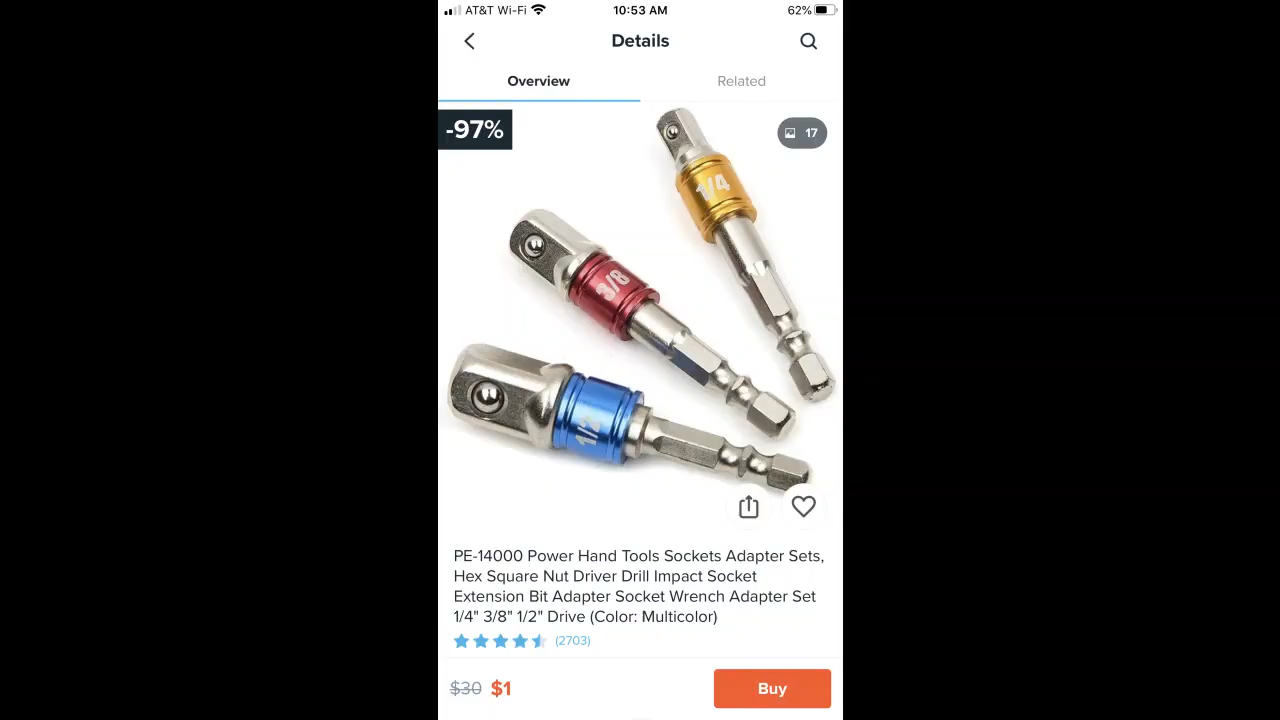 AT&T Wi-Fi 10:53 AM 62%
Details
Overview Related
-97%
17
1/4
3/8
1/2
PE-14000 Power Hand Tools Sockets Adapter Sets,
Hex Square Nut Driver Drill Impact Socket
Extension Bit Adapter Socket Wrench Adapter Set
1/4" 3/8" 1/2" Drive (Color: Multicolor)
(2703)
$30 $1 Buy